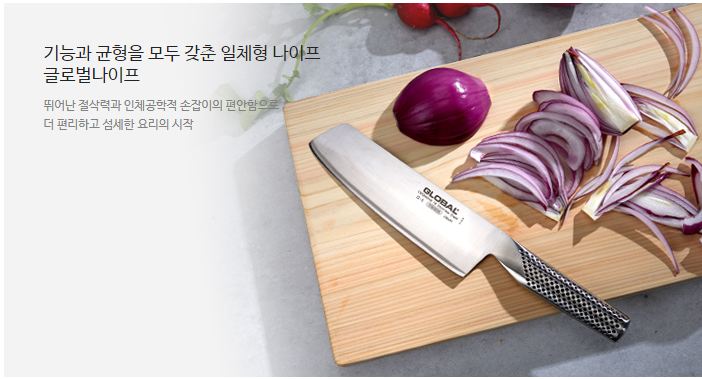 기능과 균형을 모두 갖춘 일체형 나이프
글로벌나이프
뛰어난 절삭력과 인체공학적 손잡이의 편안함으로
더 편리하고 섬세한 요리의 시작
GLOBAL